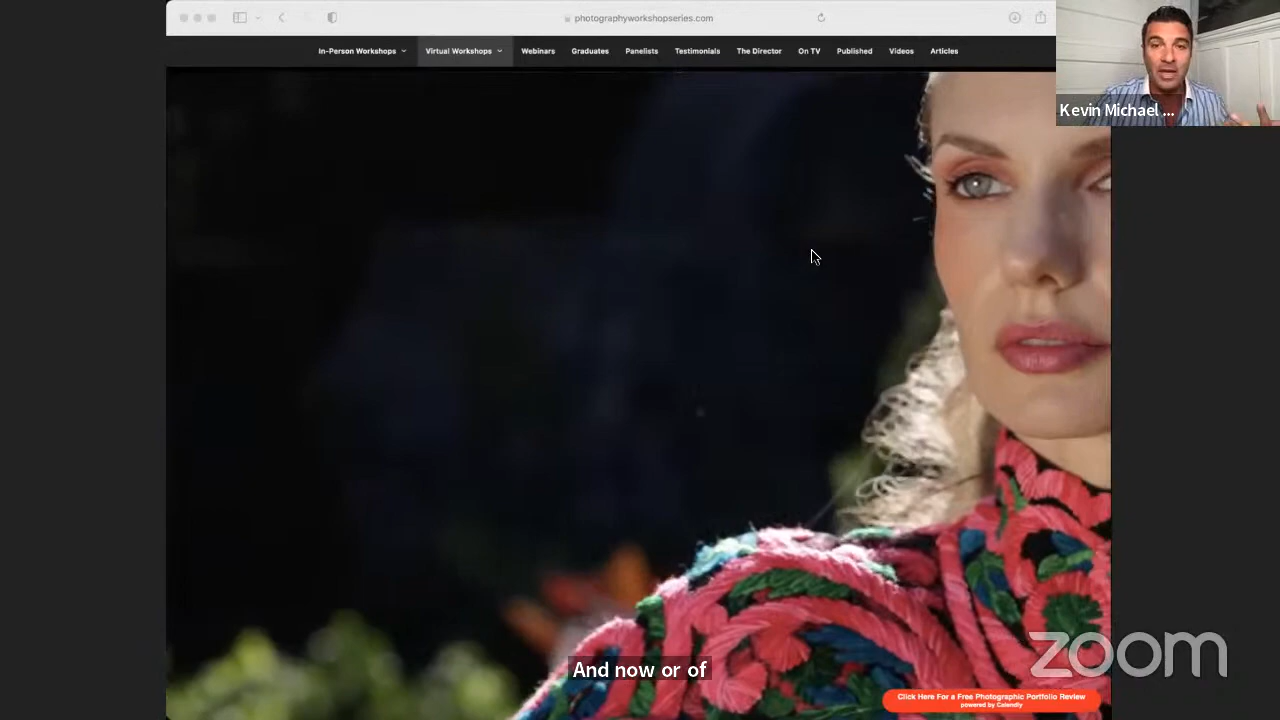 photographyworkshopseries.com
In-Person Workshops Virtual Workshops Webinars Graduates Panelists Testimonials The Director On TV Published Videos Articles
Kevin Michael ...
And now or of
zoom
Click Here For a Free Photographic Portfolio Review
powered by Calendly